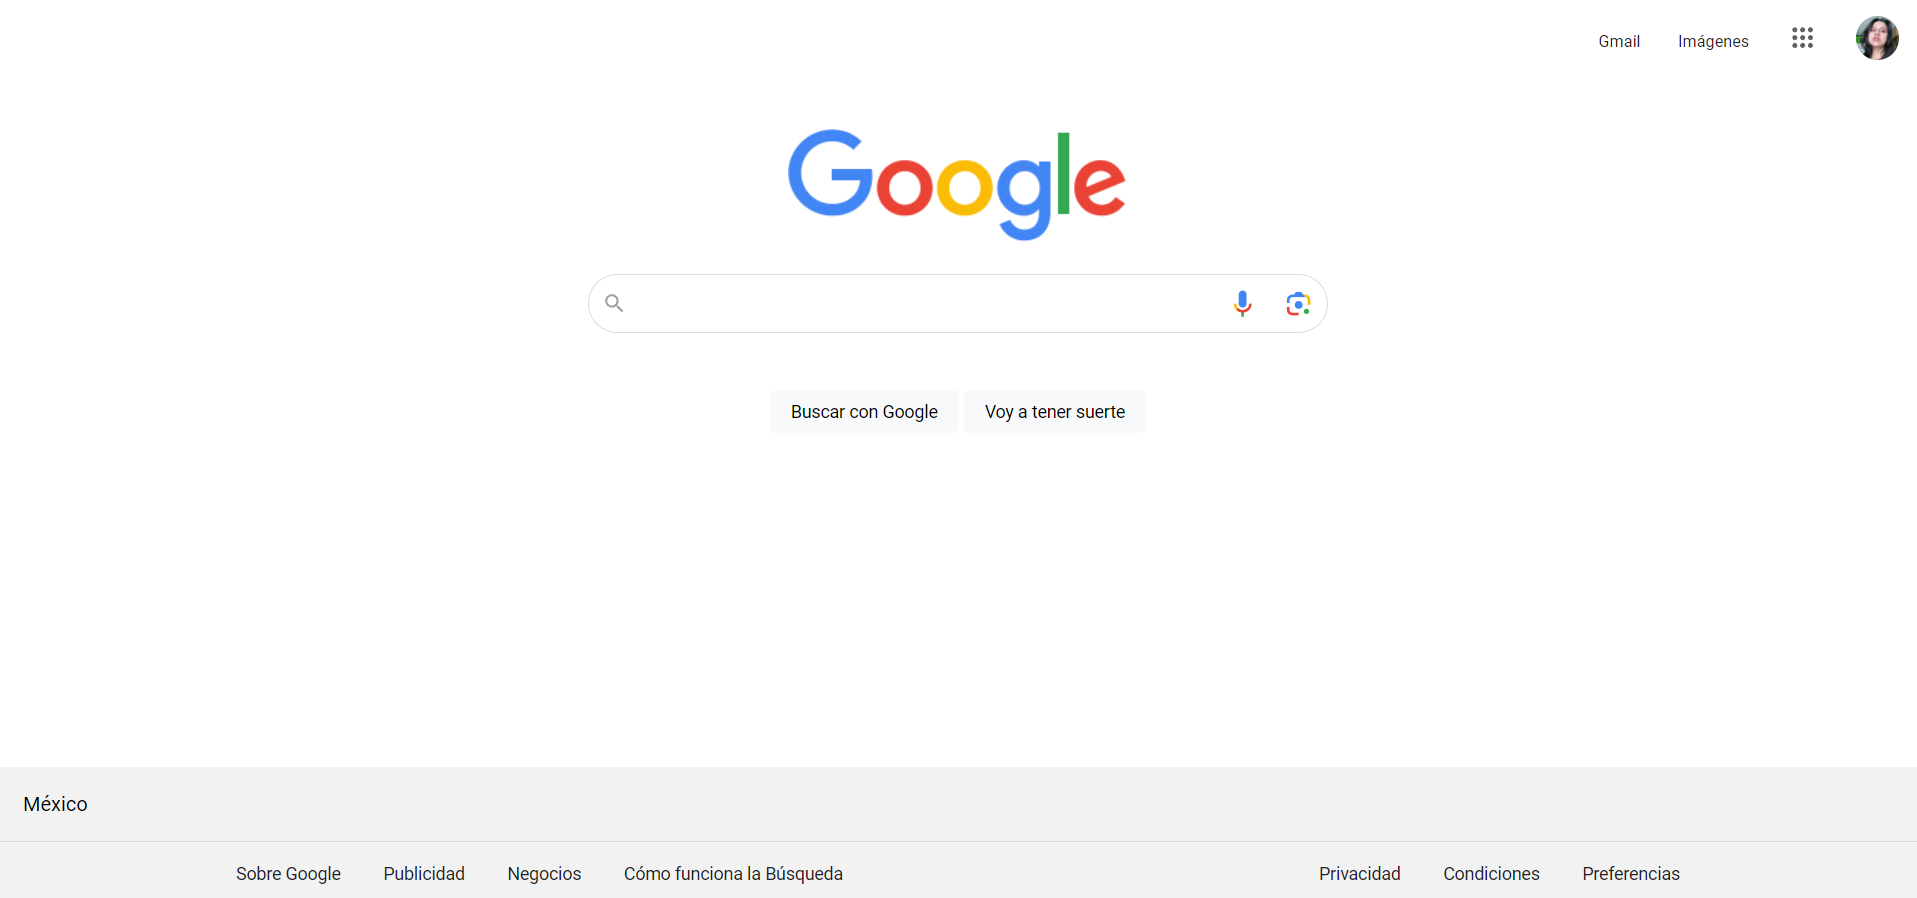 Gmail Imágenes
Google
Buscar con Google Voy a tener suerte
México
Sobre Google Publicidad Negocios Cómo funciona la Búsqueda Privacidad Condiciones Preferencias